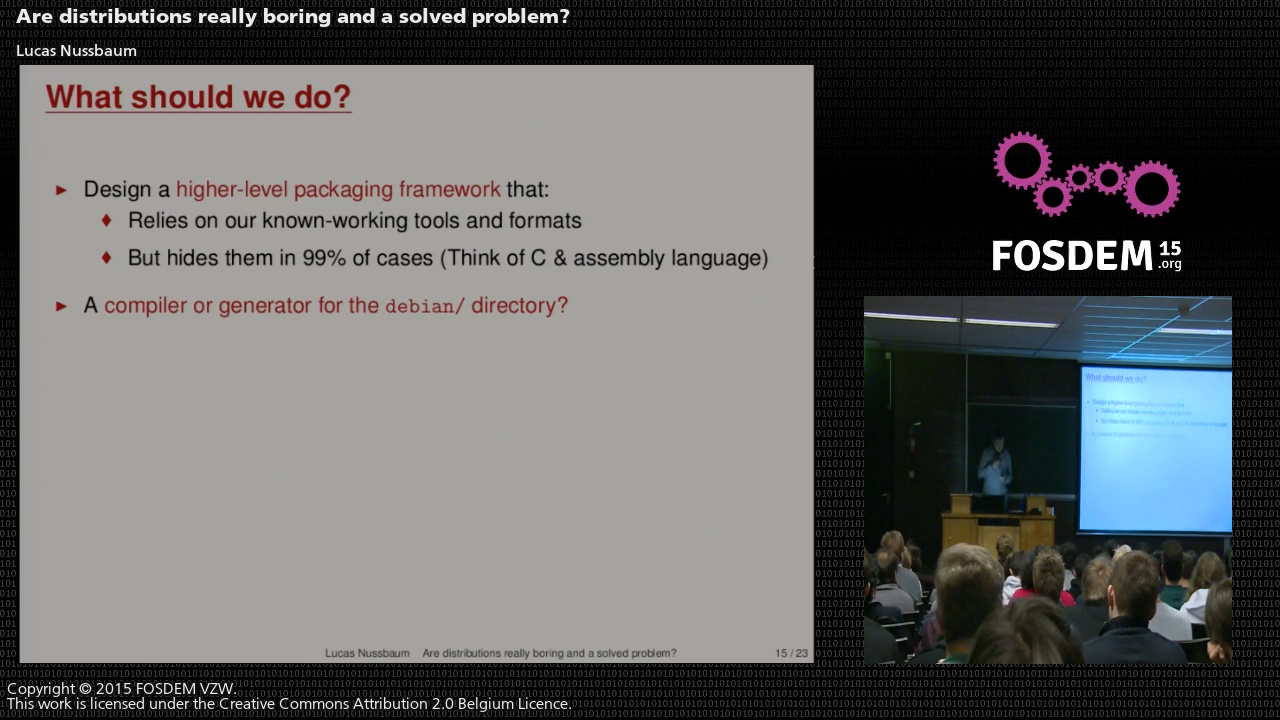 Are distributions really boring and a solved problem?
Lucas Nussbaum
What should we do?
► Design a higher-level packaging framework that:
♦ Relies on our known-working tools and formats
♦ But hides them in 99% of cases (Think of C & assembly language)
► A compiler or generator for the debian/ directory?
Lucas Nussbaum Are distributions really boring and a solved problem? 15 / 23
FOSDEM 15
.org
What should we do?
Copyright © 2015 FOSDEM VZW.
This work is licensed under the Creative Commons Attribution 2.0 Belgium Licence.